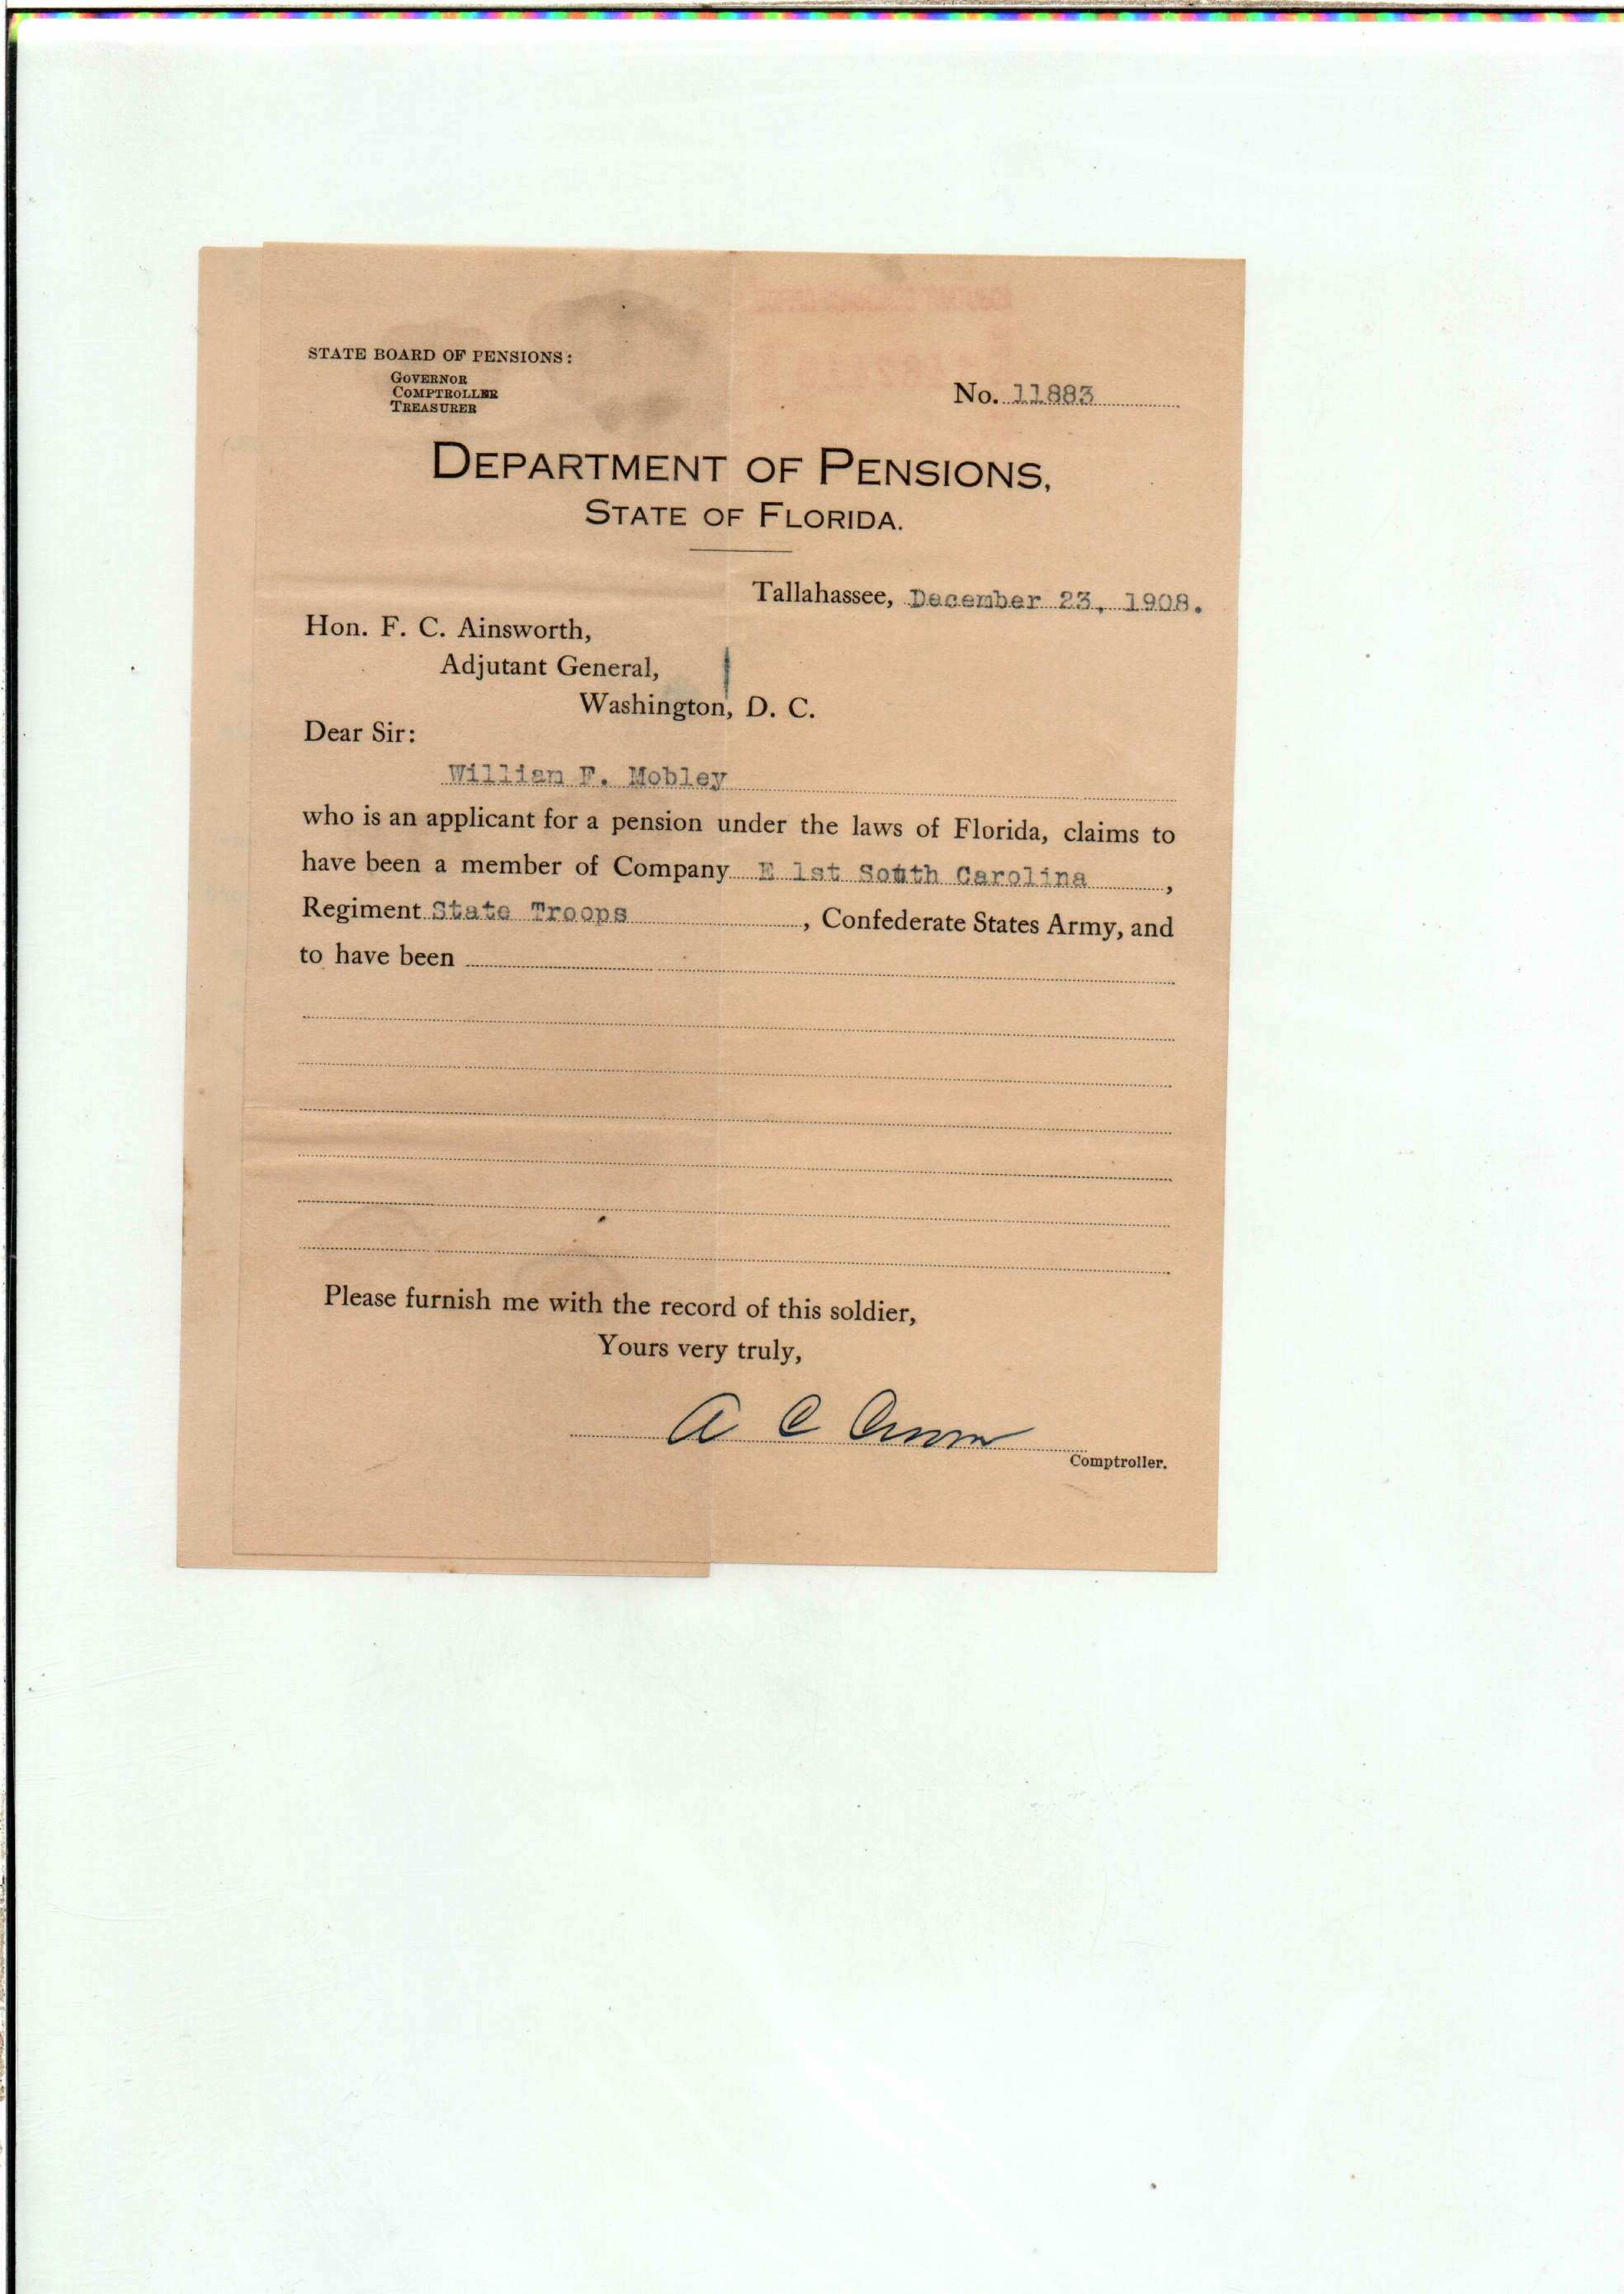 STATE BOARD OF PENSIONS:
GOVERNOR
COMPTROLLER
TREASURER
No. 11883
DEPARTMENT OF PENSIONS,
STATE OF FLORIDA.
Tallahassee, December 23, 1908.
Hon. F. C. Ainsworth,
Adjutant General,
Washington, D. C.
Dear Sir:
William F. Mobley
who is an applicant for a pension under the laws of Florida, claims to
have been a member of Company E 1st South Carolina,
Regiment State Troops, Confederate States Army, and
to have been
Please furnish me with the record of this soldier,
Yours very truly,
A C Croom
Comptroller.